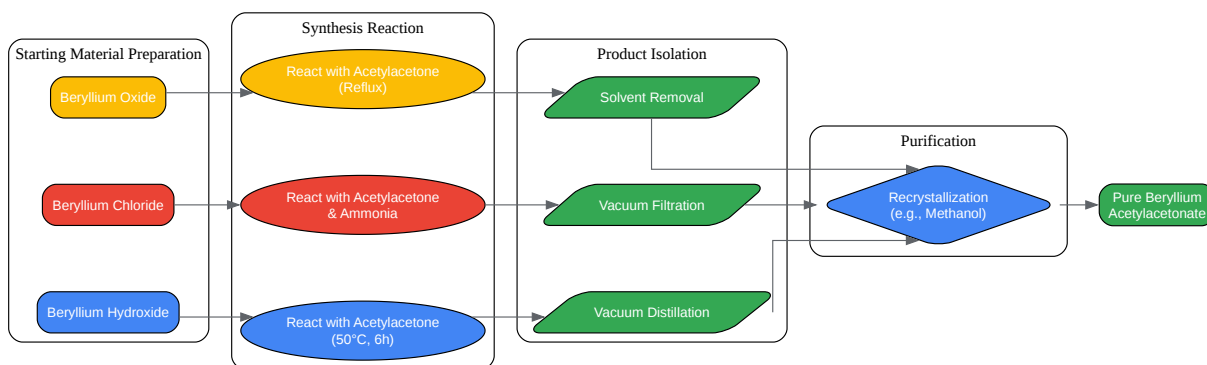 Starting Material Preparation
Beryllium Oxide
Beryllium Chloride
Beryllium Hydroxide
Synthesis Reaction
React with Acetylacetone
(Reflux)
React with Acetylacetone
& Ammonia
React with Acetylacetone
(50°C, 6h)
Product Isolation
Solvent Removal
Vacuum Filtration
Vacuum Distillation
Purification
Recrystallization
(e.g., Methanol)
Pure Beryllium
Acetylacetonate